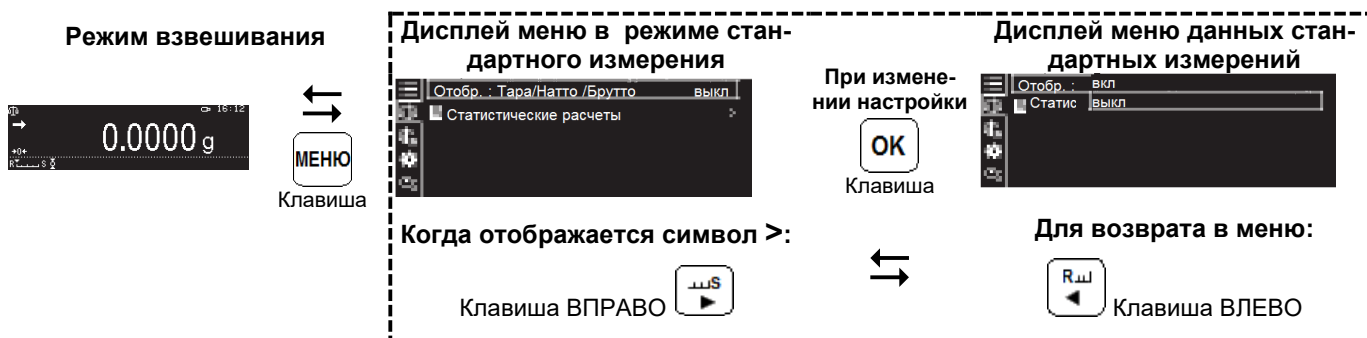 Режим взвешивания
16:12
0.0000 g
+0+
R S
МЕНЮ
Клавиша
Дисплей меню в режиме стан-
дартного измерения
Отобр. : Тара/Натто /Брутто выкл
Статистические расчеты >
При измене-
нии настройки
OK
Клавиша
Дисплей меню данных стан-
дартных измерений
Отобр. : вкл
Статис выкл
Когда отображается символ >:
Клавиша ВПРАВО
S
Для возврата в меню:
R
Клавиша ВЛЕВО